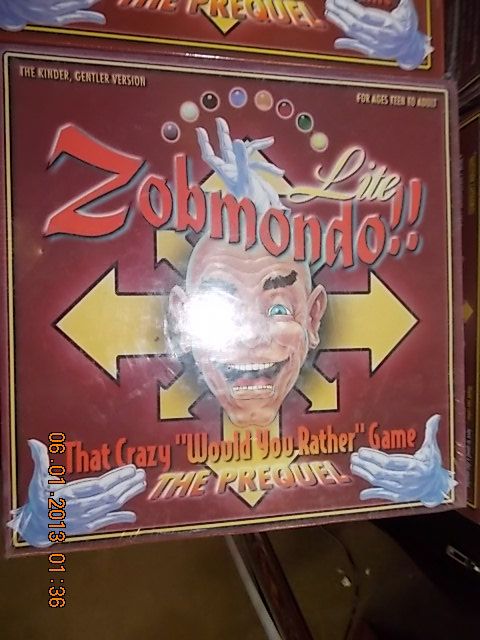 THE PREQUEL
THE KINDER, GENTLER VERSION
FOR AGES TEEN TO ADULT
Lite
Zobmondo!!
That Crazy "Would You Rather" Game
THE PREQUEL
06.01.2013 01:36